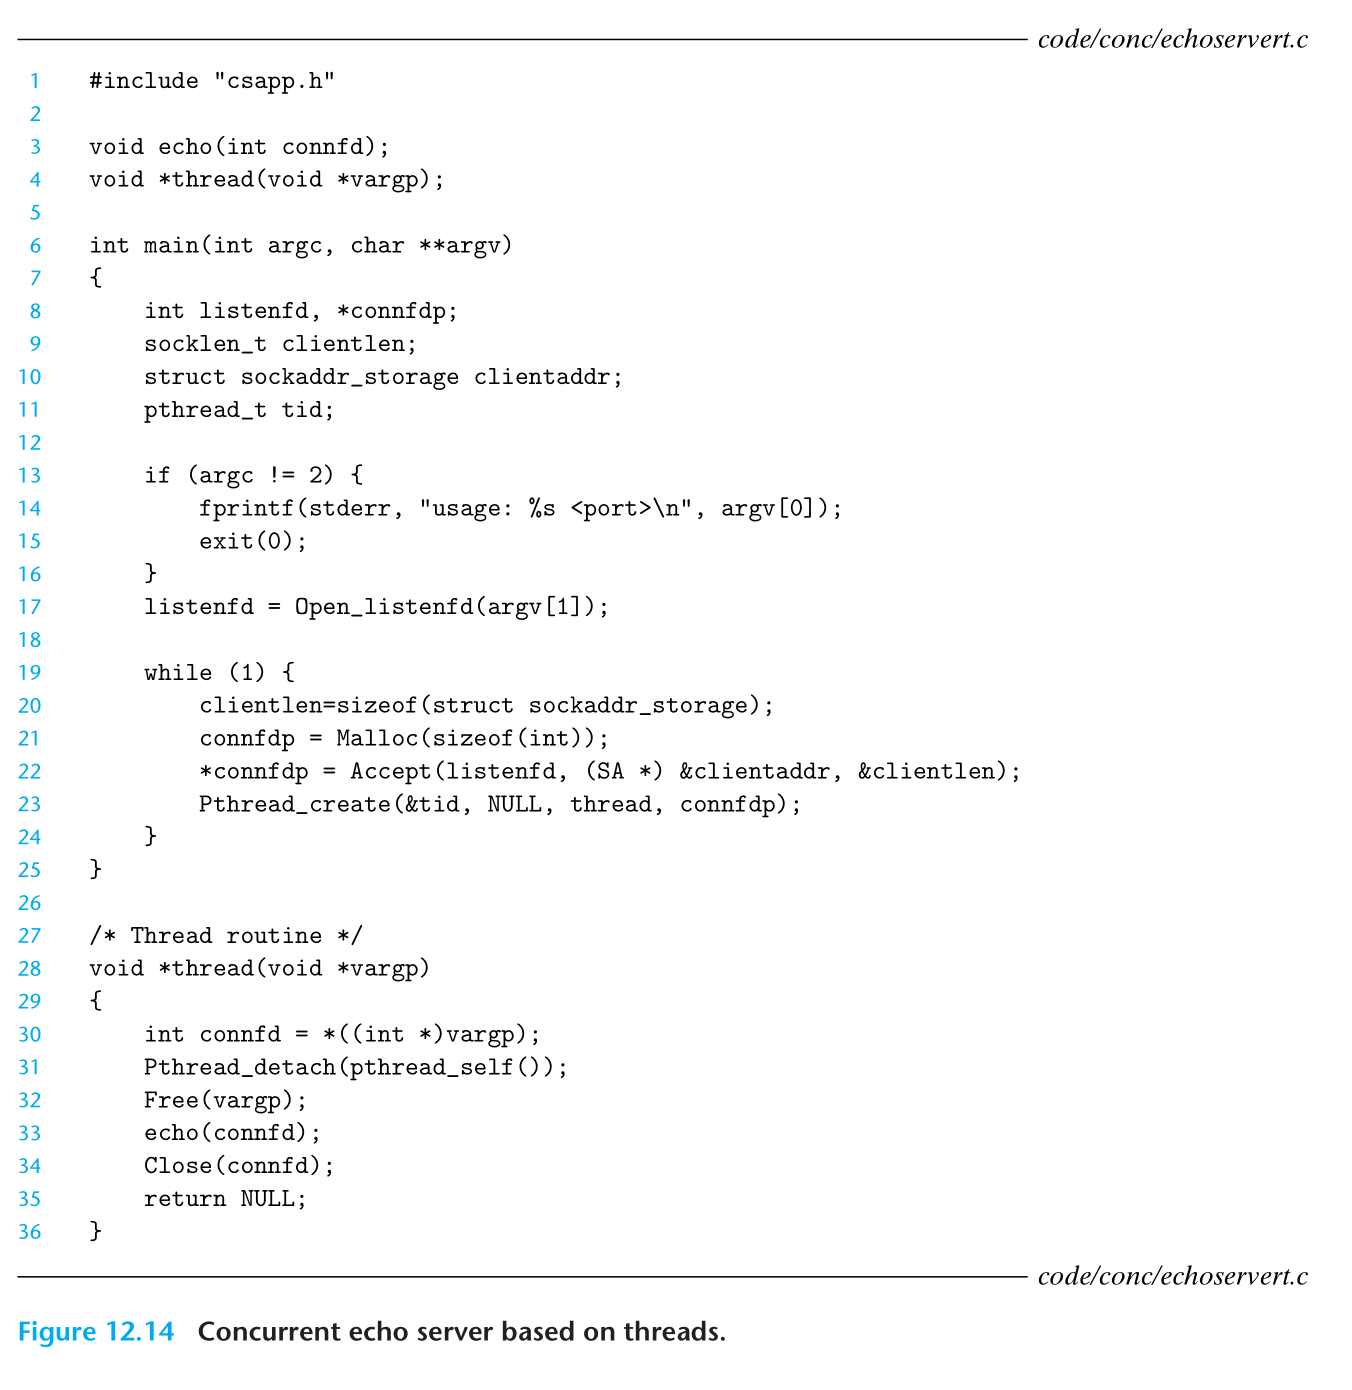 code/conc/echoservert.c
1 #include "csapp.h"
2
3 void echo(int connfd);
4 void *thread(void *vargp);
5
6 int main(int argc, char **argv)
7 {
8     int listenfd, *connfdp;
9     socklen_t clientlen;
10     struct sockaddr_storage clientaddr;
11     pthread_t tid;
12
13     if (argc != 2) {
14         fprintf(stderr, "usage: %s <port>\n", argv[0]);
15         exit(0);
16     }
17     listenfd = Open_listenfd(argv[1]);
18
19     while (1) {
20         clientlen=sizeof(struct sockaddr_storage);
21         connfdp = Malloc(sizeof(int));
22         *connfdp = Accept(listenfd, (SA *) &clientaddr, &clientlen);
23         Pthread_create(&tid, NULL, thread, connfdp);
24     }
25 }
26
27 /* Thread routine */
28 void *thread(void *vargp)
29 {
30     int connfd = *((int *)vargp);
31     Pthread_detach(pthread_self());
32     Free(vargp);
33     echo(connfd);
34     Close(connfd);
35     return NULL;
36 }
code/conc/echoservert.c
Figure 12.14 Concurrent echo server based on threads.